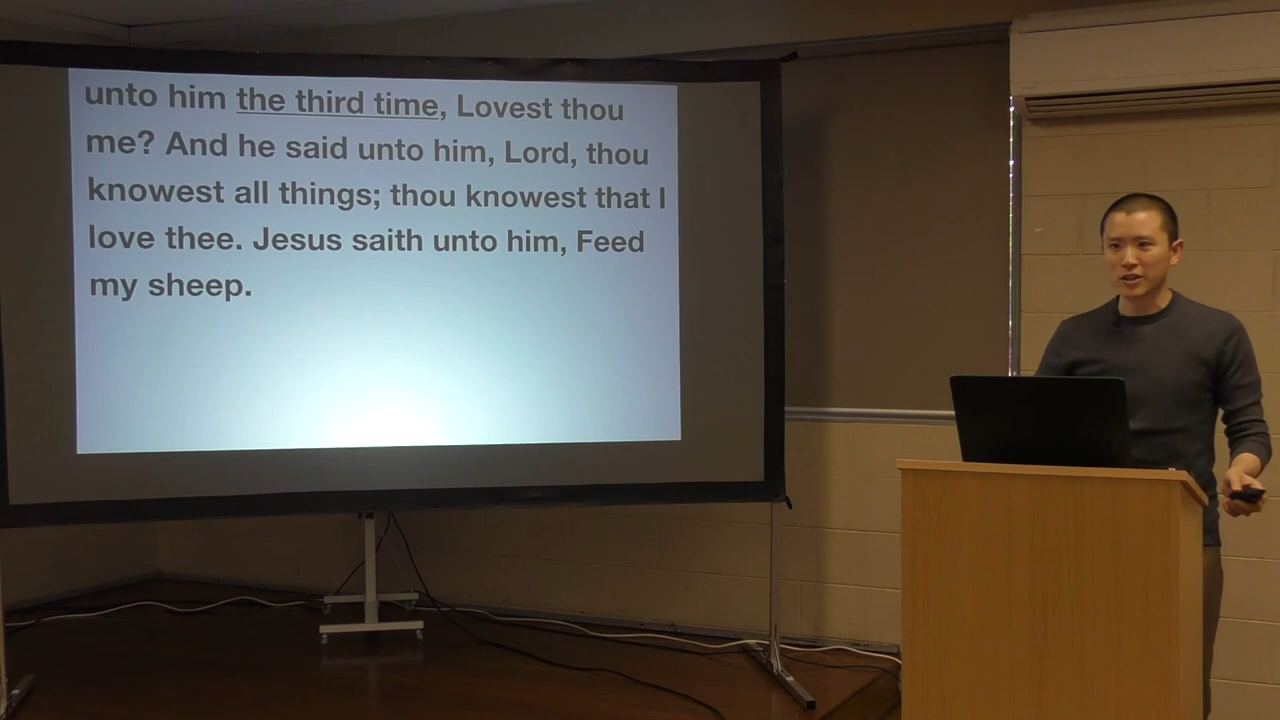 unto him the third time, Lovest thou
me? And he said unto him, Lord, thou
knowest all things; thou knowest that I
love thee. Jesus saith unto him, Feed
my sheep.